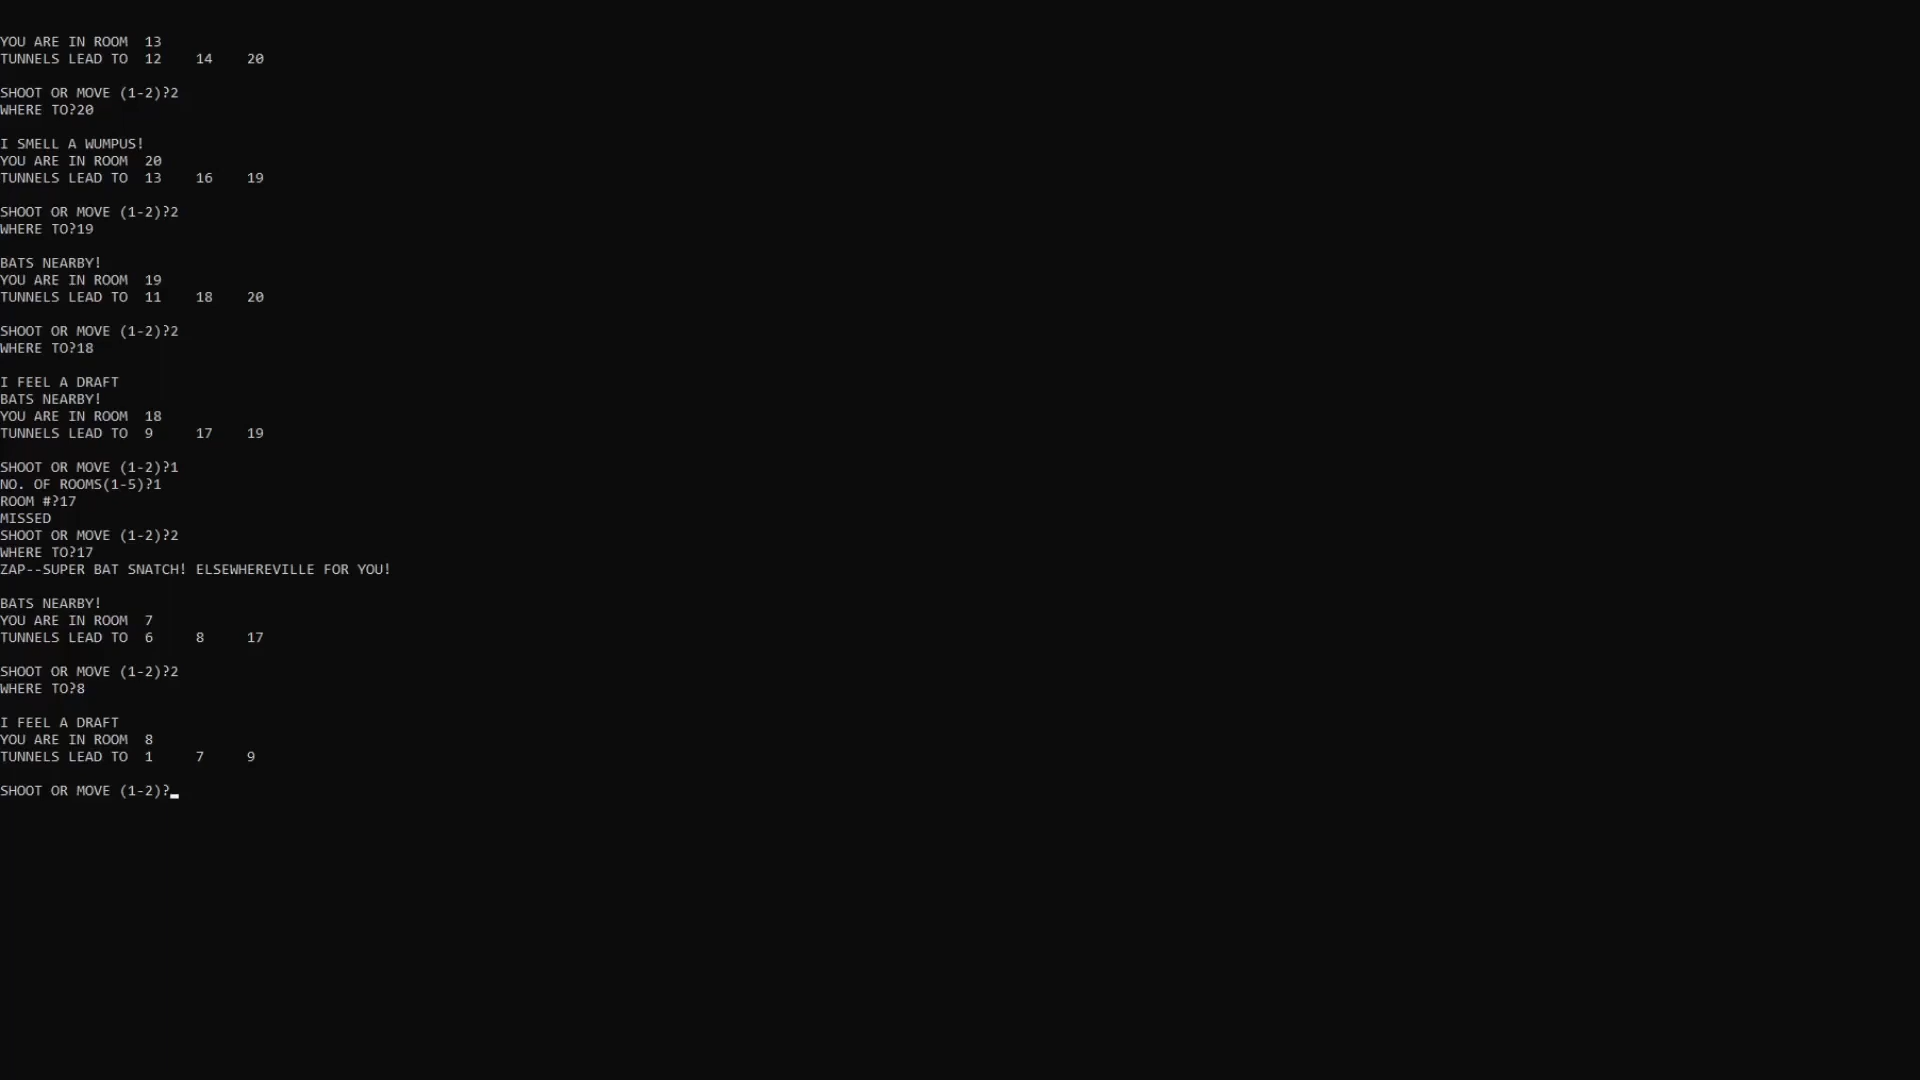 YOU ARE IN ROOM  13
TUNNELS LEAD TO  12    14    20
SHOOT OR MOVE (1-2)?2
WHERE TO?20
I SMELL A WUMPUS!
YOU ARE IN ROOM  20
TUNNELS LEAD TO  13    16    19
SHOOT OR MOVE (1-2)?2
WHERE TO?19
BATS NEARBY!
YOU ARE IN ROOM  19
TUNNELS LEAD TO  11    18    20
SHOOT OR MOVE (1-2)?2
WHERE TO?18
I FEEL A DRAFT
BATS NEARBY!
YOU ARE IN ROOM  18
TUNNELS LEAD TO  9     17    19
SHOOT OR MOVE (1-2)?1
NO. OF ROOMS(1-5)?1
ROOM #?17
MISSED
SHOOT OR MOVE (1-2)?2
WHERE TO?17
ZAP--SUPER BAT SNATCH! ELSEWHEREVILLE FOR YOU!
BATS NEARBY!
YOU ARE IN ROOM  7
TUNNELS LEAD TO  6     8     17
SHOOT OR MOVE (1-2)?2
WHERE TO?8
I FEEL A DRAFT
YOU ARE IN ROOM  8
TUNNELS LEAD TO  1     7     9
SHOOT OR MOVE (1-2)?